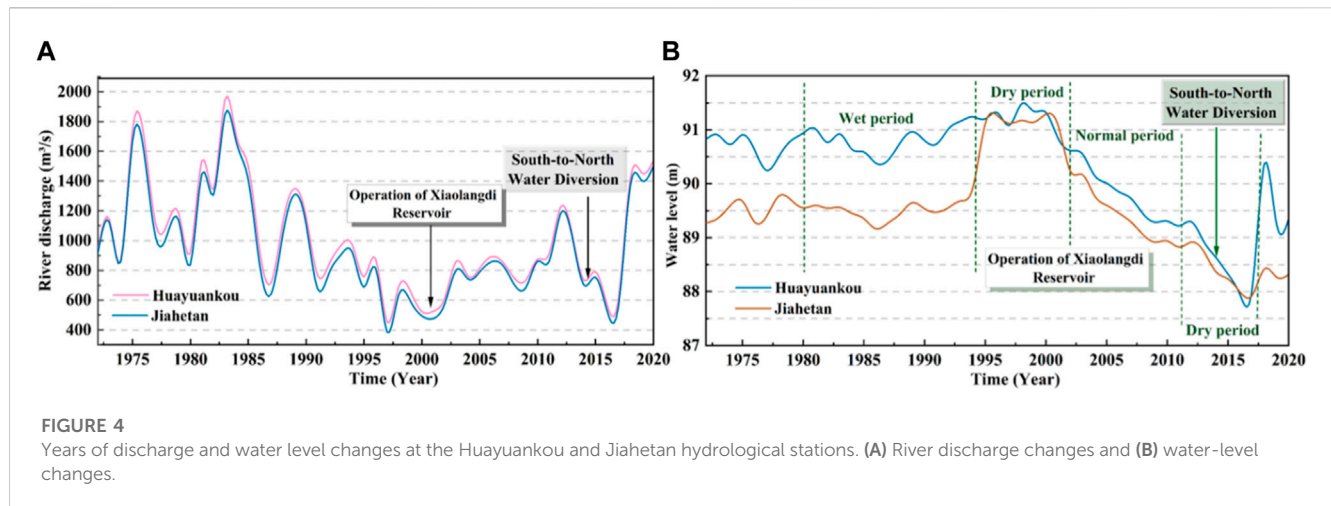 A
River discharge (m³/s)
2000
1800
1600
1400
1200
1000
800
600
400
South-to-North
Water Diversion
Operation of Xiaolangdi
Reservoir
Huayuankou
Jiahetan
1975 1980 1985 1990 1995 2000 2005 2010 2015 2020
Time (Year)
B
Water level (m)
92
91
90
89
88
87
Wet period
Dry period
Normal period
South-to-North
Water Diversion
Operation of Xiaolangdi
Reservoir
Huayuankou
Jiahetan
Dry period
1975 1980 1985 1990 1995 2000 2005 2010 2015 2020
Time (Year)
FIGURE 4
Years of discharge and water level changes at the Huayuankou and Jiahetan hydrological stations. (A) River discharge changes and (B) water-level
changes.